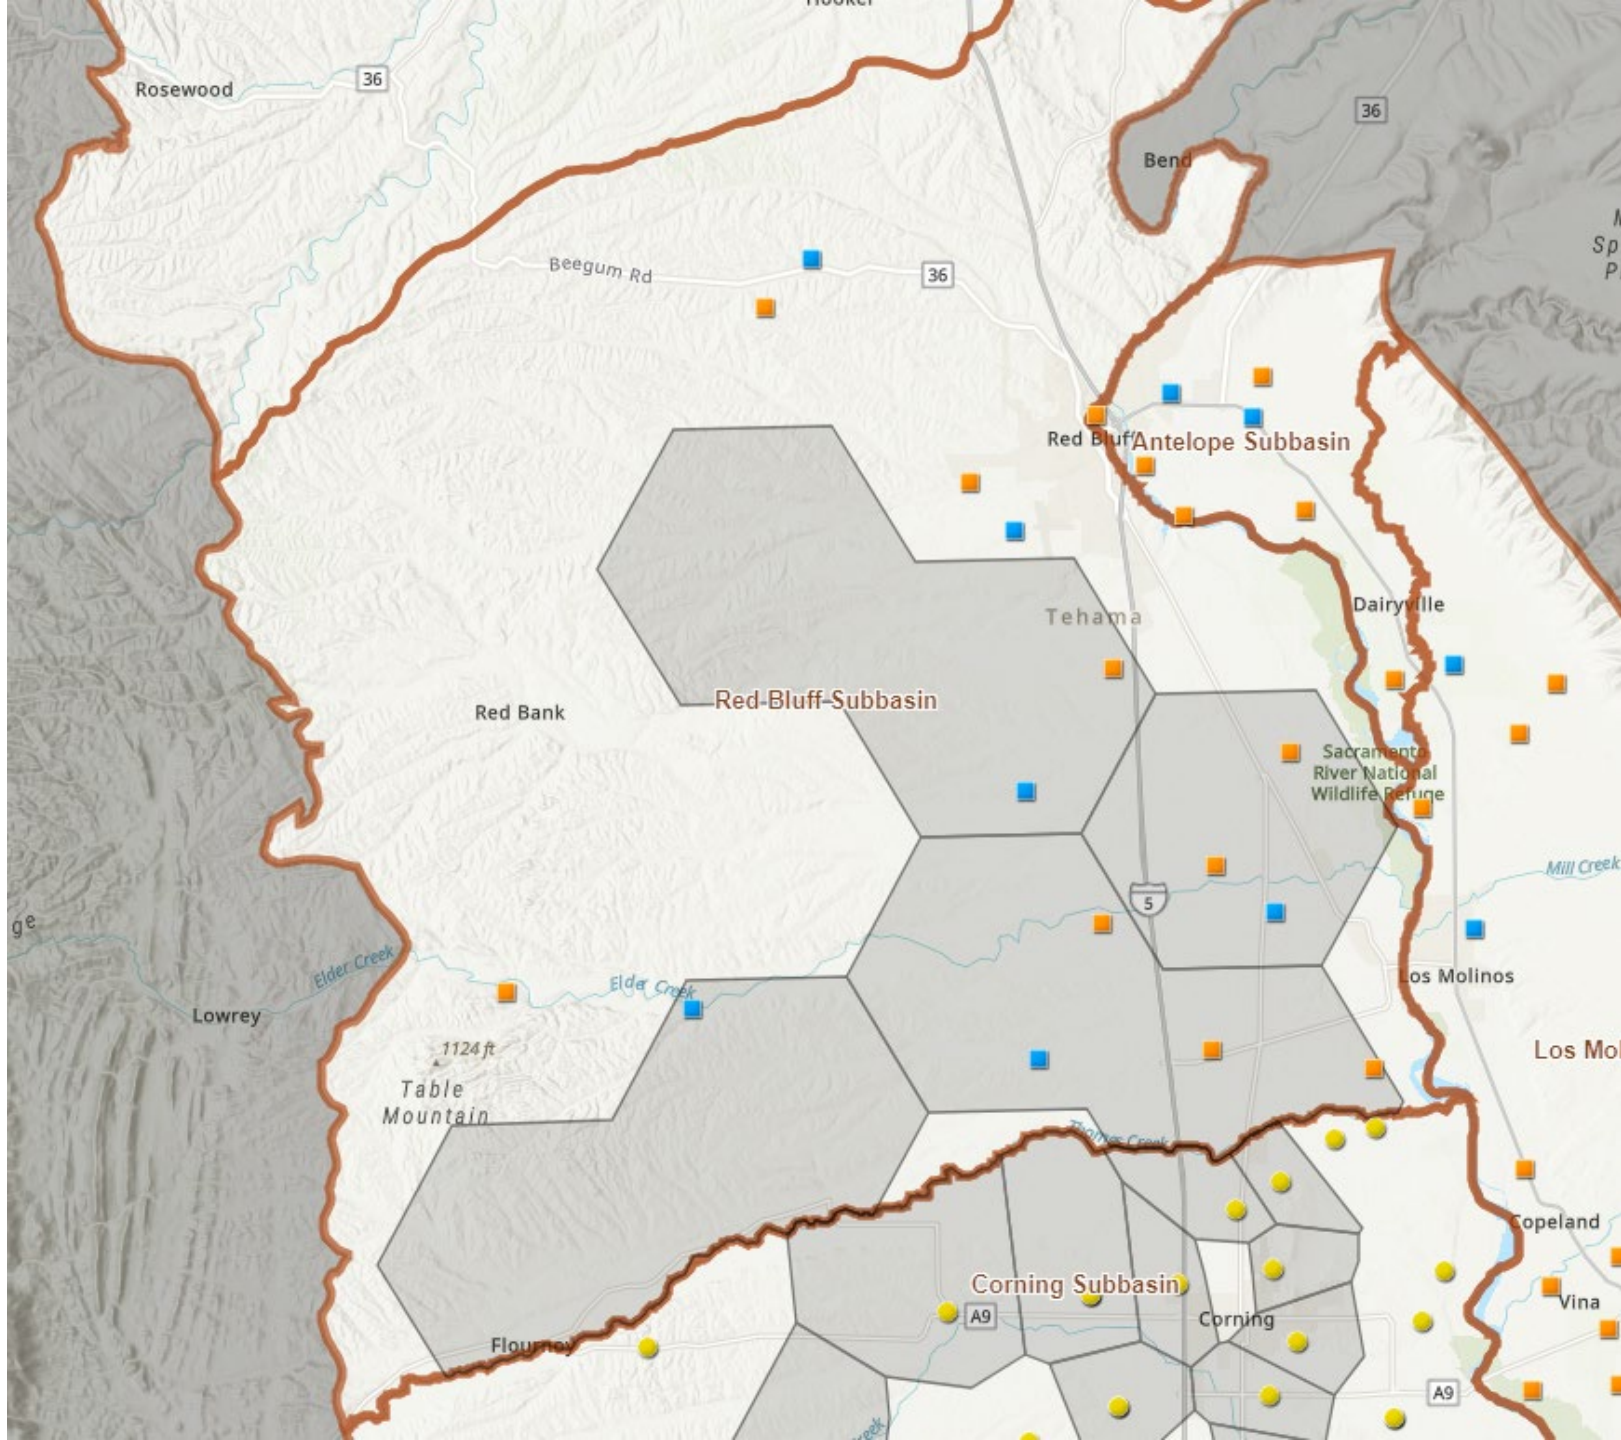 Hooker
Rosewood
36
36
Bend
Beegum Rd
36
Red Bluff
Antelope Subbasin
Tehama
Dairyville
Red Bluff Subbasin
Red Bank
Sacramento
River National
Wildlife Refuge
Mill Creek
5
Elder Creek
Elder Creek
Los Molinos
Lowrey
1124 ft
Table
Mountain
Thomes Creek
Copeland
Corning Subbasin
A9
Corning
Vina
Flournoy
A9